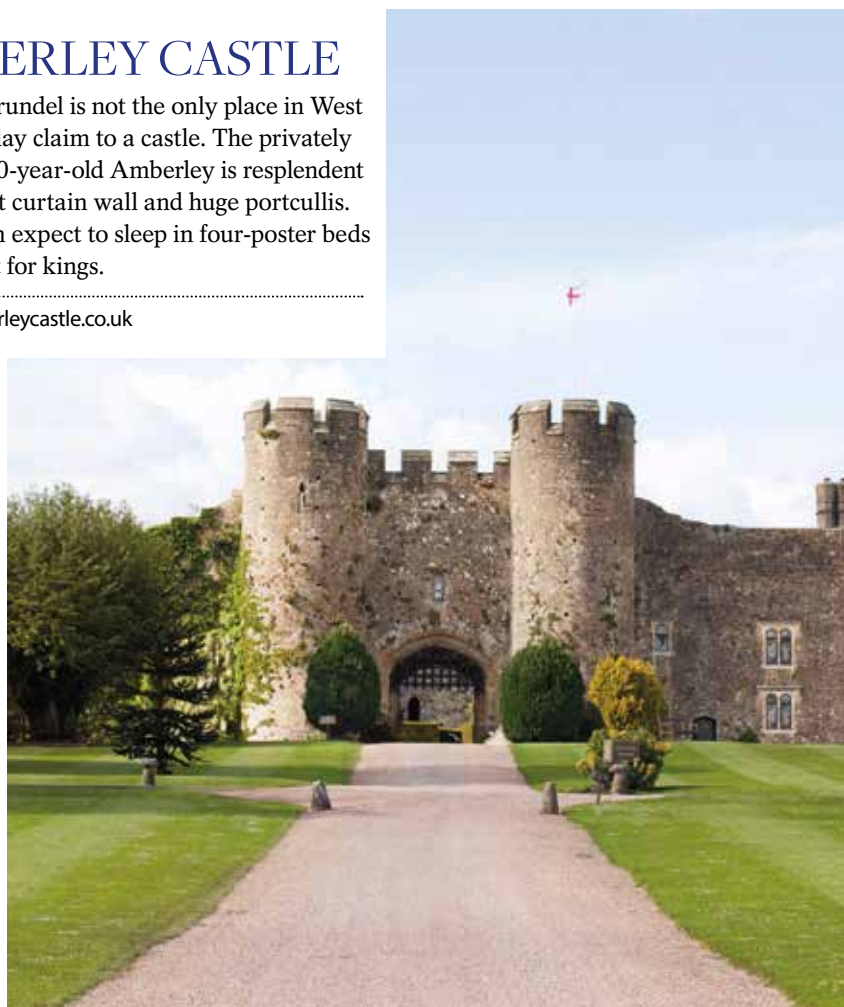 ERLEY CASTLE
rundel is not the only place in West
lay claim to a castle. The privately
0-year-old Amberley is resplendent
t curtain wall and huge portcullis.
n expect to sleep in four-poster beds
t for kings.
rleycastle.co.uk